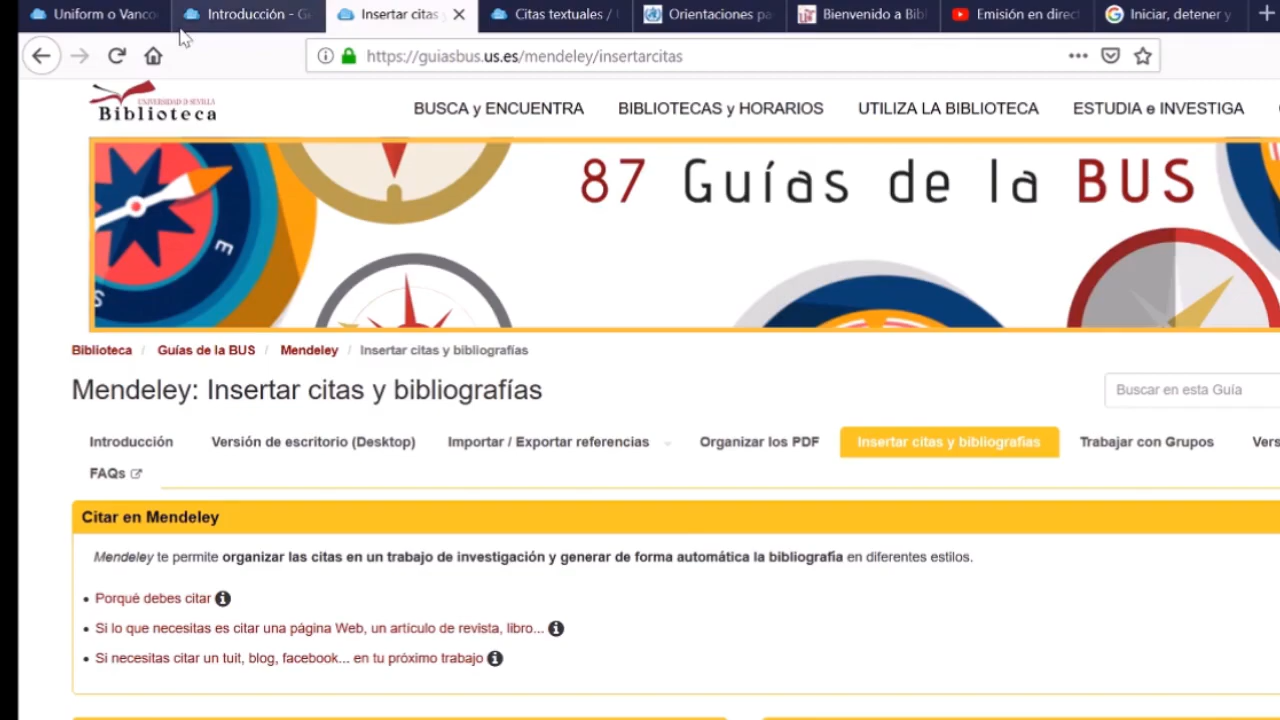 Uniform o Vanco
Introducción - G
Insertar citas
Citas textuales /
Orientaciones pa
Bienvenido a Bibl
Emisión en direct
Iniciar, detener y
https://guiasbus.us.es/mendeley/insertarcitas
UNIVERSIDAD D SEVILLA
Biblioteca
BUSCA y ENCUENTRA
BIBLIOTECAS y HORARIOS
UTILIZA LA BIBLIOTECA
ESTUDIA e INVESTIGA
87 Guías de la BUS
E
S
Biblioteca / Guías de la BUS / Mendeley / Insertar citas y bibliografías
Mendeley: Insertar citas y bibliografías
Buscar en esta Guía
Introducción
Versión de escritorio (Desktop)
Importar / Exportar referencias
Organizar los PDF
Insertar citas y bibliografías
Trabajar con Grupos
Vers
FAQs
Citar en Mendeley
Mendeley te permite organizar las citas en un trabajo de investigación y generar de forma automática la bibliografía en diferentes estilos.
• Porqué debes citar
• Si lo que necesitas es citar una página Web, un artículo de revista, libro...
• Si necesitas citar un tuit, blog, facebook... en tu próximo trabajo